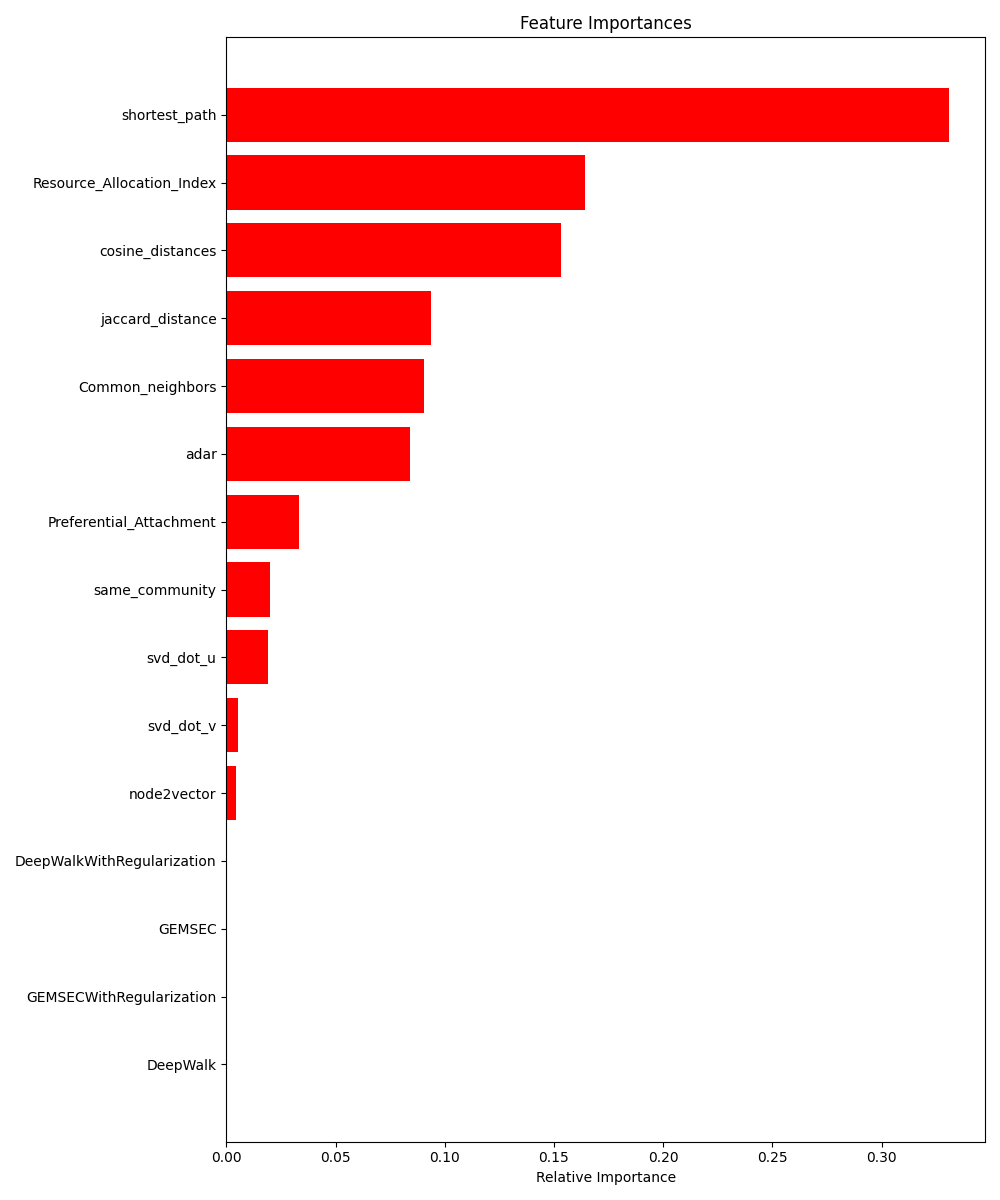 Feature Importances
shortest_path
Resource_Allocation_Index
cosine_distances
jaccard_distance
Common_neighbors
adar
Preferential_Attachment
same_community
svd_dot_u
svd_dot_v
node2vector
DeepWalkWithRegularization
GEMSEC
GEMSECWithRegularization
DeepWalk
0.00 0.05 0.10 0.15 0.20 0.25 0.30
Relative Importance